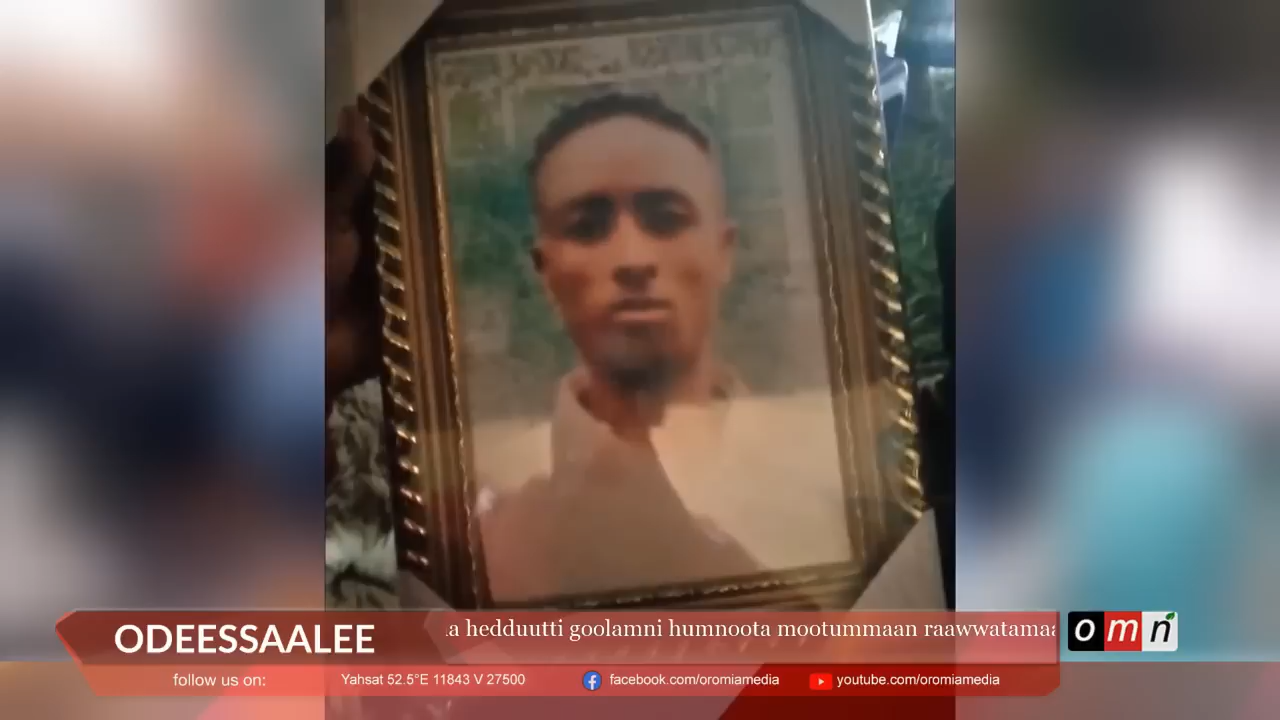 ODEESSAALEE
hedduutti goolamni humnoota mootummaan raawwatamaa
omn
follow us on:
Yahsat 52.5°E 11843 V 27500
facebook.com/oromiamedia
youtube.com/oromiamedia